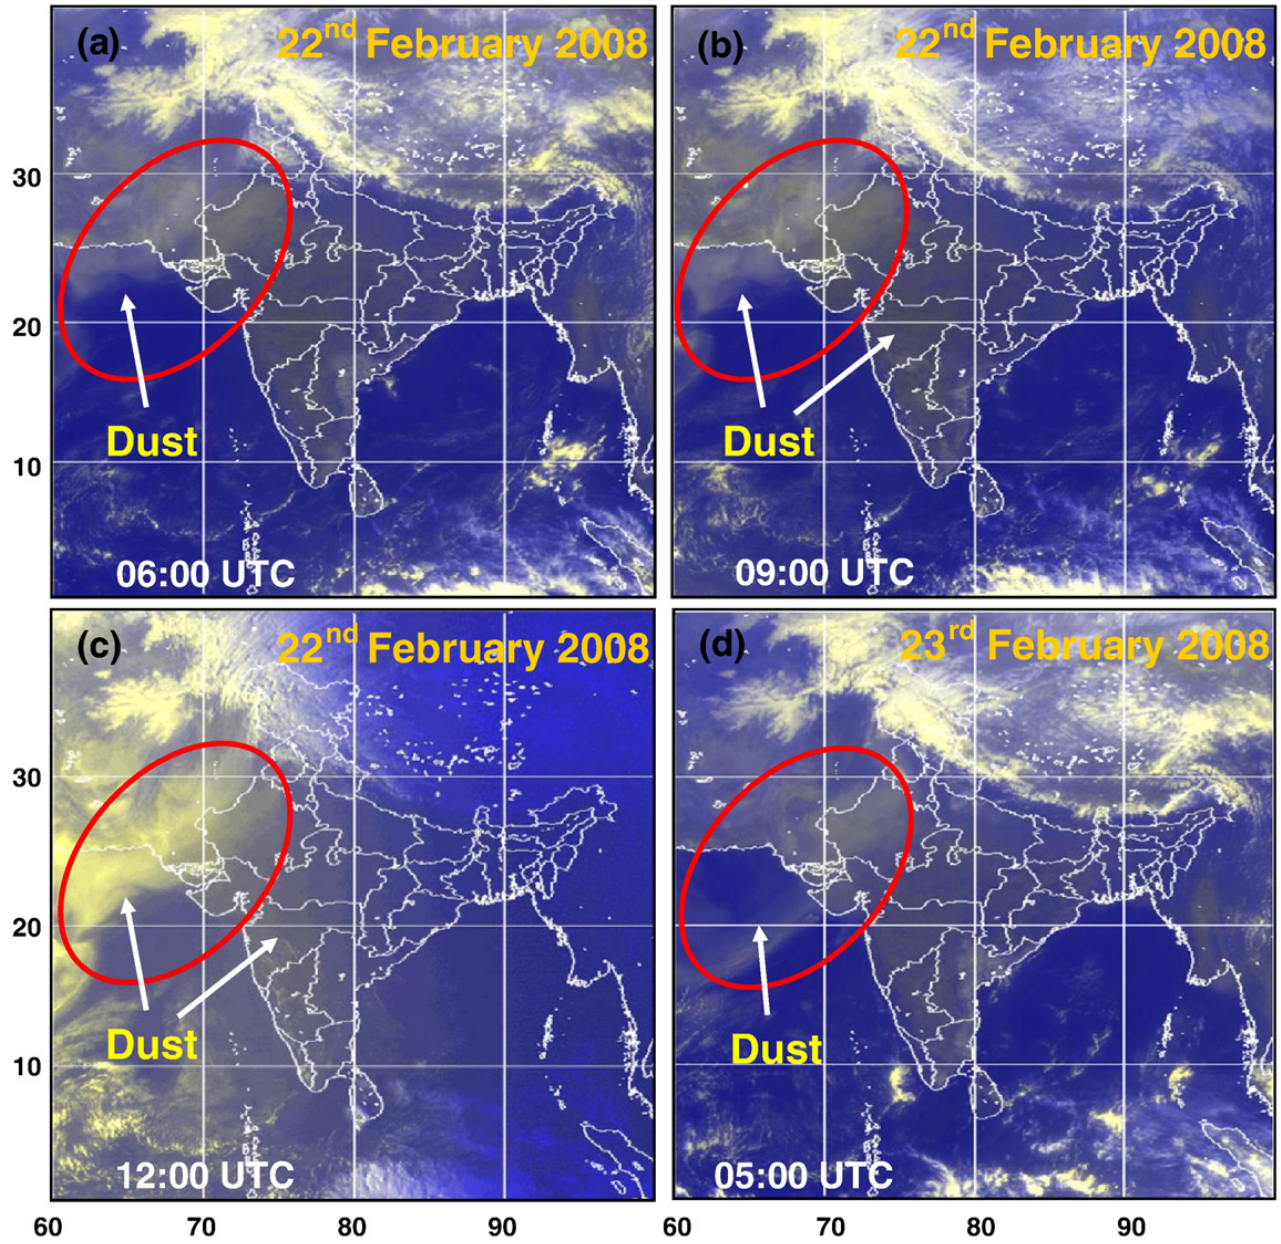 (a) 22nd February 2008
(b) 22nd February 2008
30
20
10
Dust
Dust
06:00 UTC
09:00 UTC
(c) 22nd February 2008
(d) 23rd February 2008
30
20
10
Dust
Dust
12:00 UTC
05:00 UTC
60 70 80 90
60 70 80 90